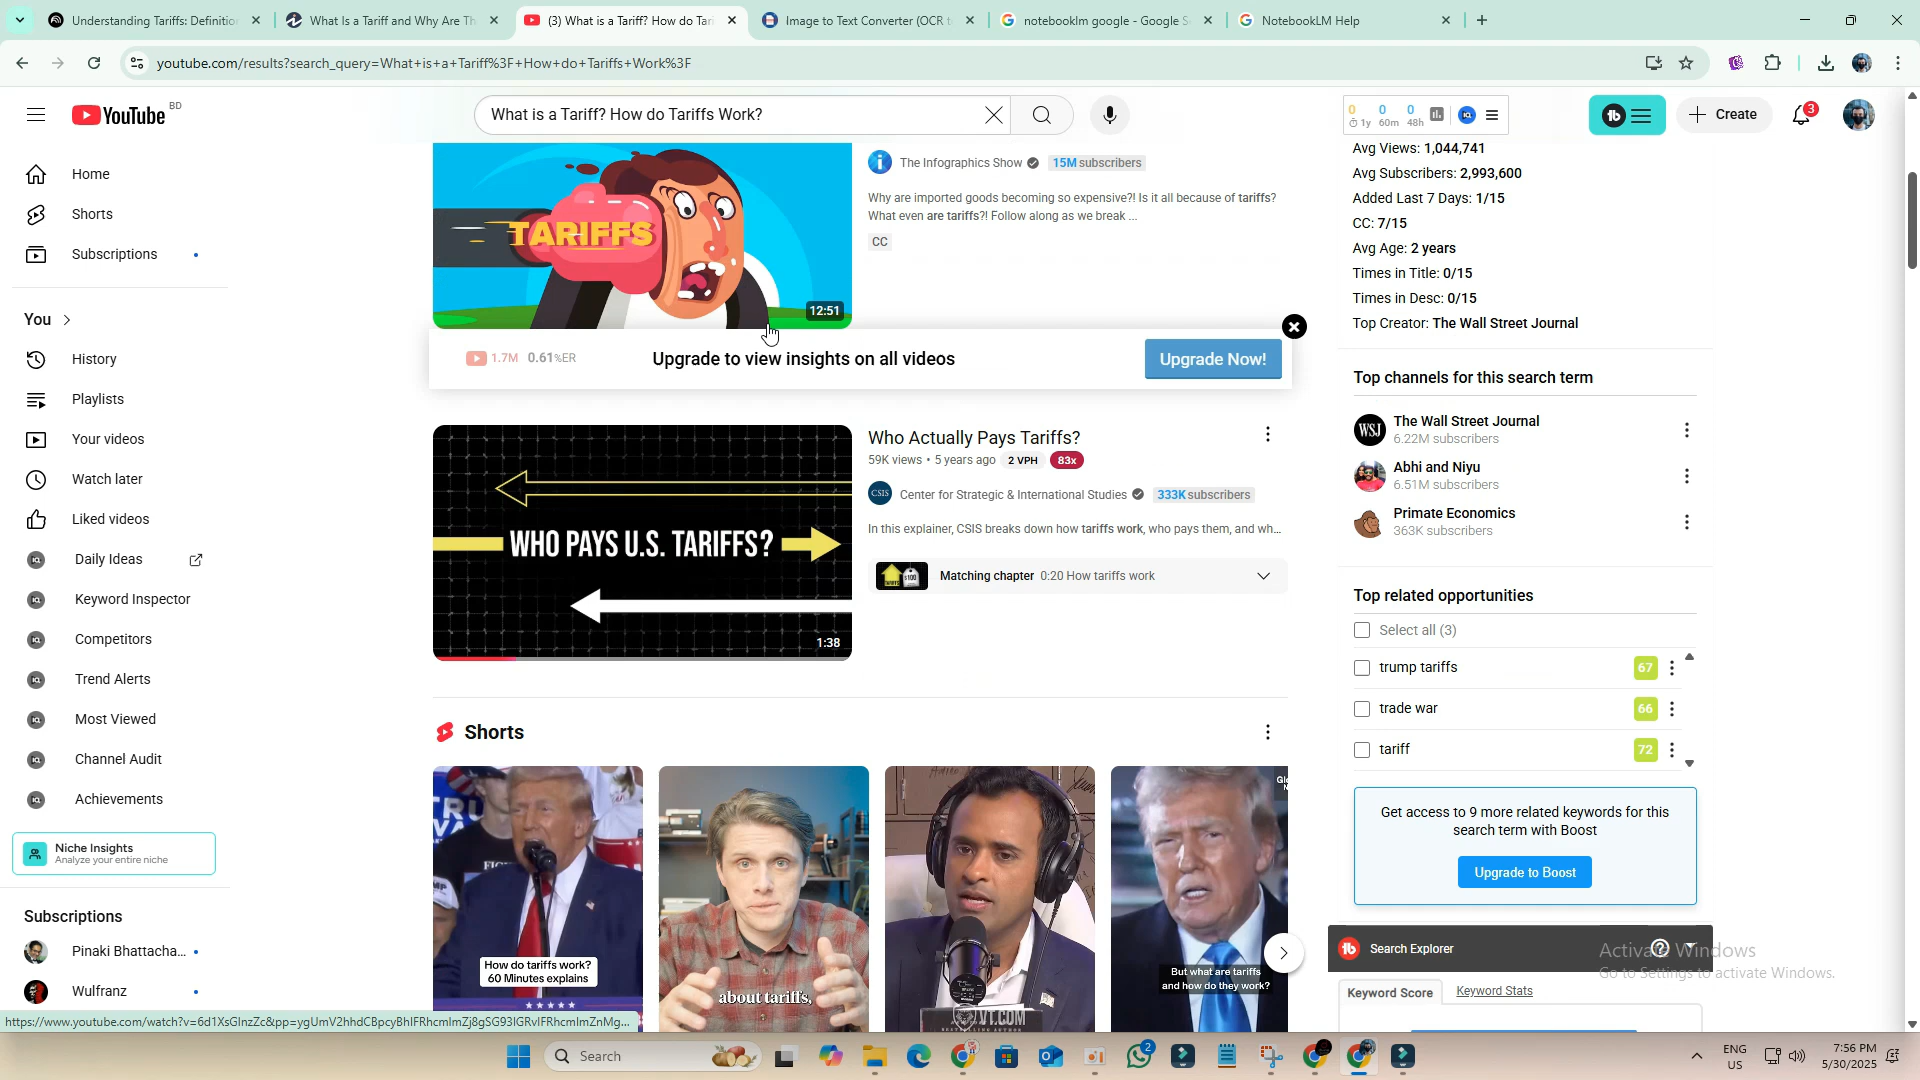 Understanding Tariffs: Definitio
What Is a Tariff and Why Are Th
(3) What is a Tariff? How do Tari
Image to Text Converter (OCR t
notebooklm google - Google Se
NotebookLM Help
youtube.com/results?search_query=What+is+a+Tariff%3F+How+do+Tariffs+Work%3F
YouTube BD
What is a Tariff? How do Tariffs Work?
0 0 0
1y 60m 48h
Create
3
Home
Shorts
Subscriptions
You
History
Playlists
Your videos
Watch later
Liked videos
Daily Ideas
Keyword Inspector
Competitors
Trend Alerts
Most Viewed
Channel Audit
Achievements
Niche Insights
Analyze your entire niche
Subscriptions
Pinaki Bhattacha...
Wulfranz
TARIFFS
12:51
The Infographics Show 15M subscribers
Why are imported goods becoming so expensive?! Is it all because of tariffs?
What even are tariffs?! Follow along as we break ...
CC
1.7M 0.61%ER
Upgrade to view insights on all videos
Upgrade Now!
WHO PAYS U.S. TARIFFS?
1:38
Who Actually Pays Tariffs?
59K views • 5 years ago 2 VPH 83x
CSIS Center for Strategic & International Studies 333K subscribers
In this explainer, CSIS breaks down how tariffs work, who pays them, and wh...
$100
Matching chapter 0:20 How tariffs work
Shorts
How do tariffs work?
60 Minutes explains
about tariffs,
But what are tariffs
and how do they work?
Avg Views: 1,044,741
Avg Subscribers: 2,993,600
Added Last 7 Days: 1/15
CC: 7/15
Avg Age: 2 years
Times in Title: 0/15
Times in Desc: 0/15
Top Creator: The Wall Street Journal
Top channels for this search term
WSJ
The Wall Street Journal
6.22M subscribers
Abhi and Niyu
6.51M subscribers
Primate Economics
363K subscribers
Top related opportunities
Select all (3)
trump tariffs 67
trade war 66
tariff 72
Get access to 9 more related keywords for this
search term with Boost
Upgrade to Boost
Search Explorer
Activate Windows
Go to Settings to activate Windows.
Keyword Score Keyword Stats
https://www.youtube.com/watch?v=6d1XsGInzZc&pp=ygUmV2hhdCBpcyBhIFRhcmlmZj8gSG93IGRvIFRhcmlmZnMg...
Search
2
ENG
US
7:56 PM
5/30/2025